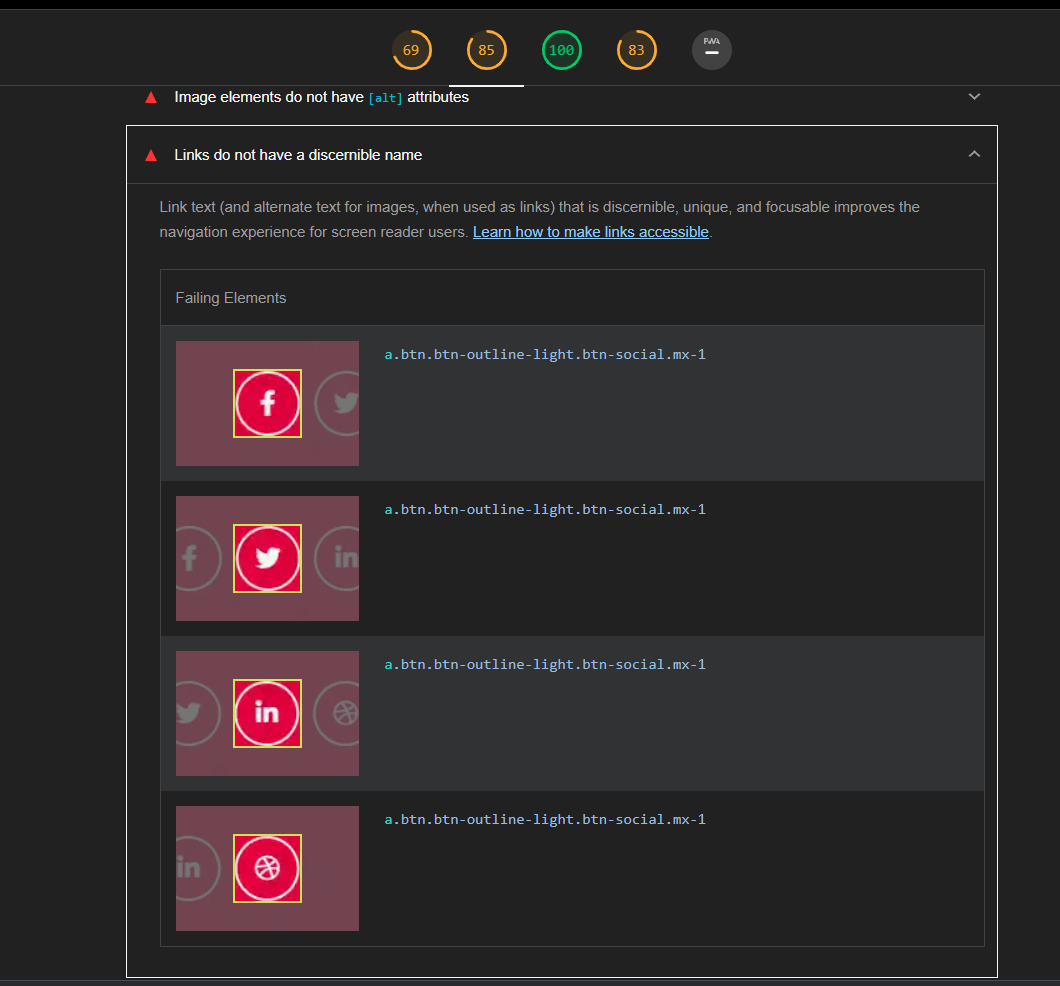 69 85 100 83 PWA
Image elements do not have [alt] attributes
Links do not have a discernible name
Link text (and alternate text for images, when used as links) that is discernible, unique, and focusable improves the
navigation experience for screen reader users. Learn how to make links accessible.
Failing Elements
a.btn.btn-outline-light.btn-social.mx-1
a.btn.btn-outline-light.btn-social.mx-1
a.btn.btn-outline-light.btn-social.mx-1
a.btn.btn-outline-light.btn-social.mx-1